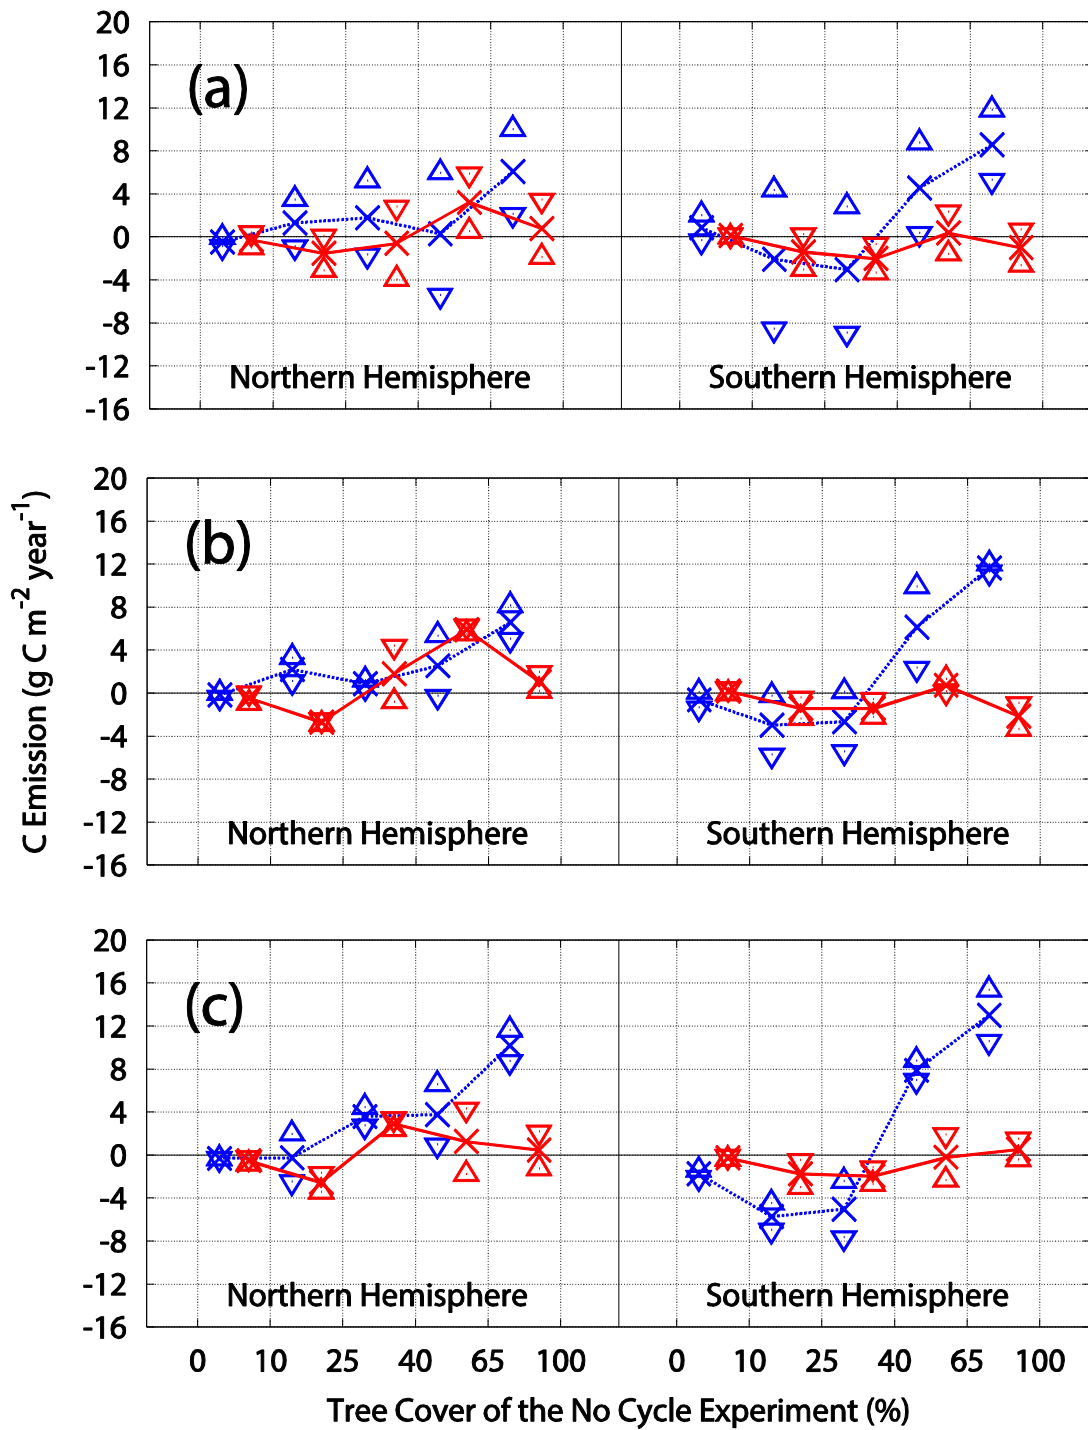 20
16
12
8
4
0
-4
-8
-12
-16
(a)
Northern Hemisphere
Southern Hemisphere
C Emission (g C m⁻² year⁻¹)
20
16
12
8
4
0
-4
-8
-12
-16
(b)
Northern Hemisphere
Southern Hemisphere
20
16
12
8
4
0
-4
-8
-12
-16
(c)
Northern Hemisphere
Southern Hemisphere
0 10 25 40 65 100 0 10 25 40 65 100
Tree Cover of the No Cycle Experiment (%)